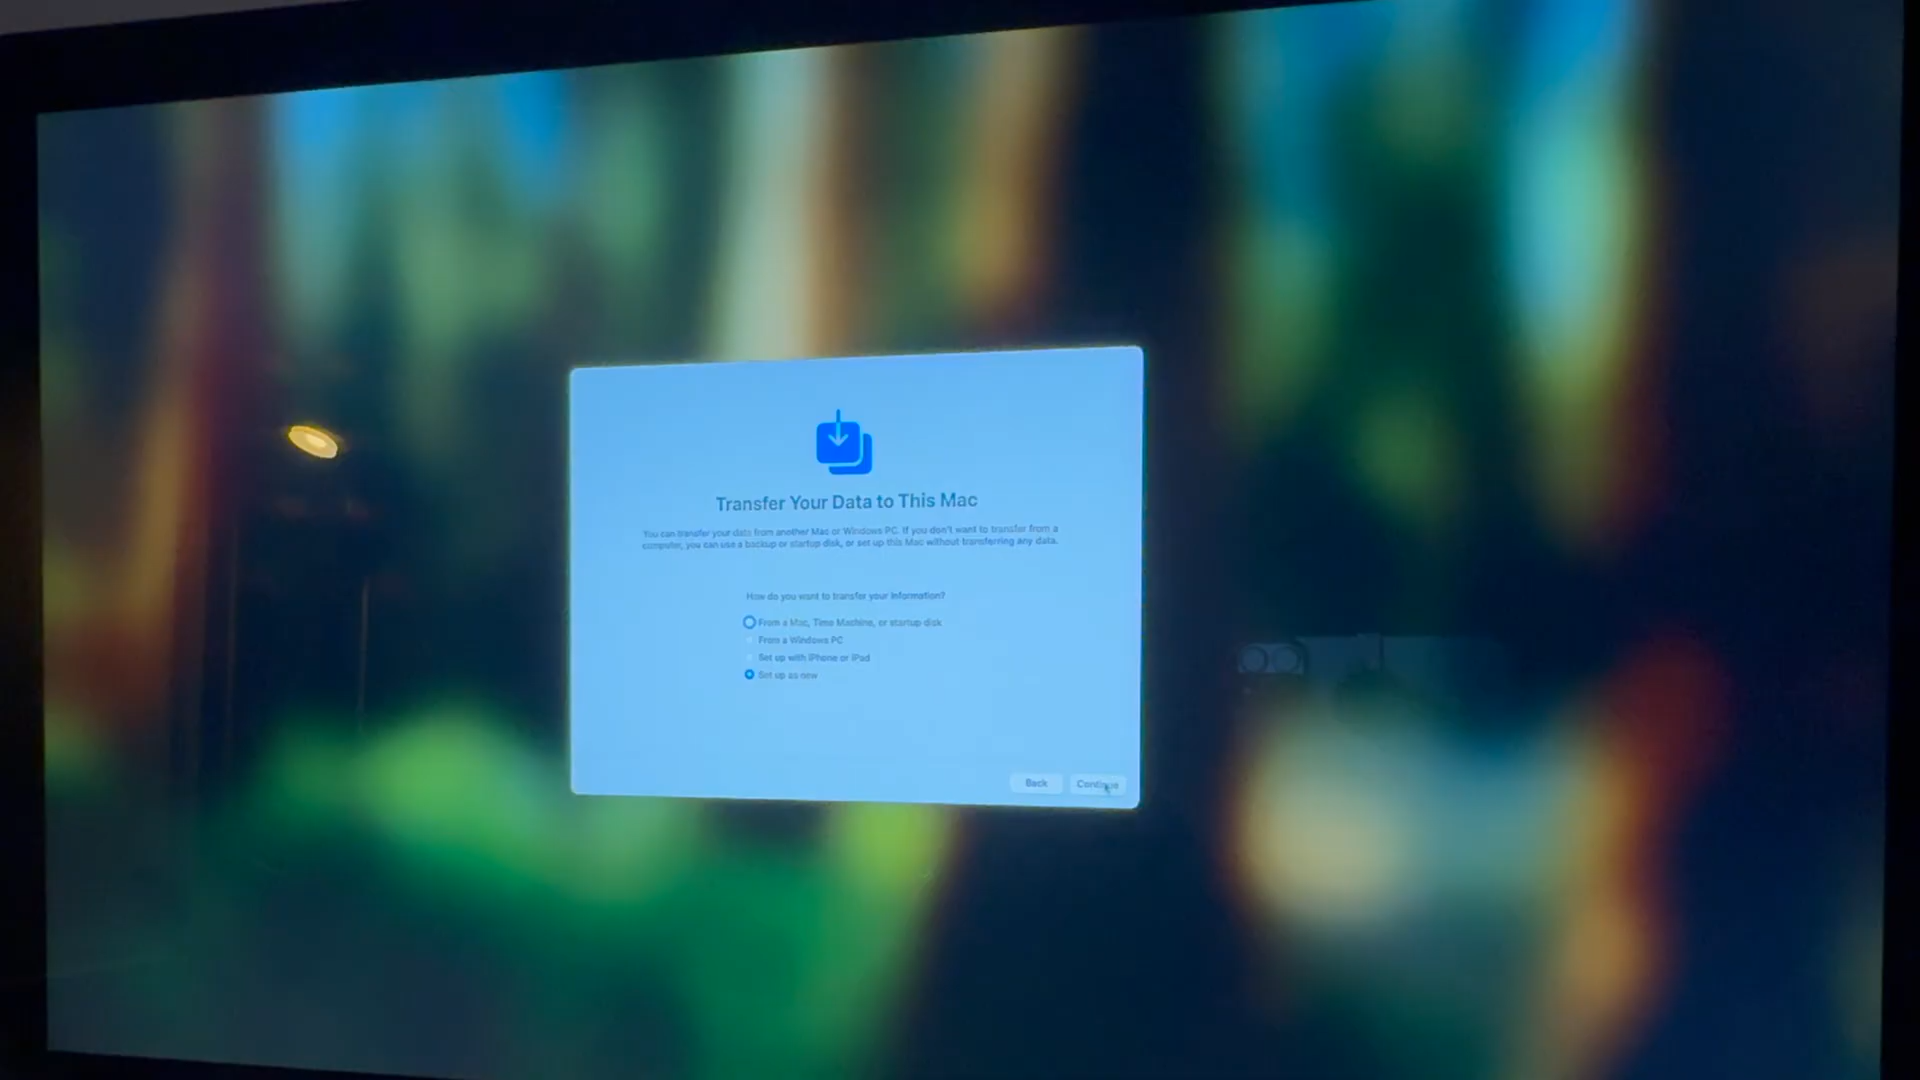 Transfer Your Data to This Mac
You can transfer your data from another Mac or Windows PC. If you don't want to transfer from a
computer, you can use a backup or startup disk, or set up this Mac without transferring any data.
How do you want to transfer your information?
From a Mac, Time Machine, or startup disk
From a Windows PC
Set up with iPhone or iPad
Set up as new
Back
Continue